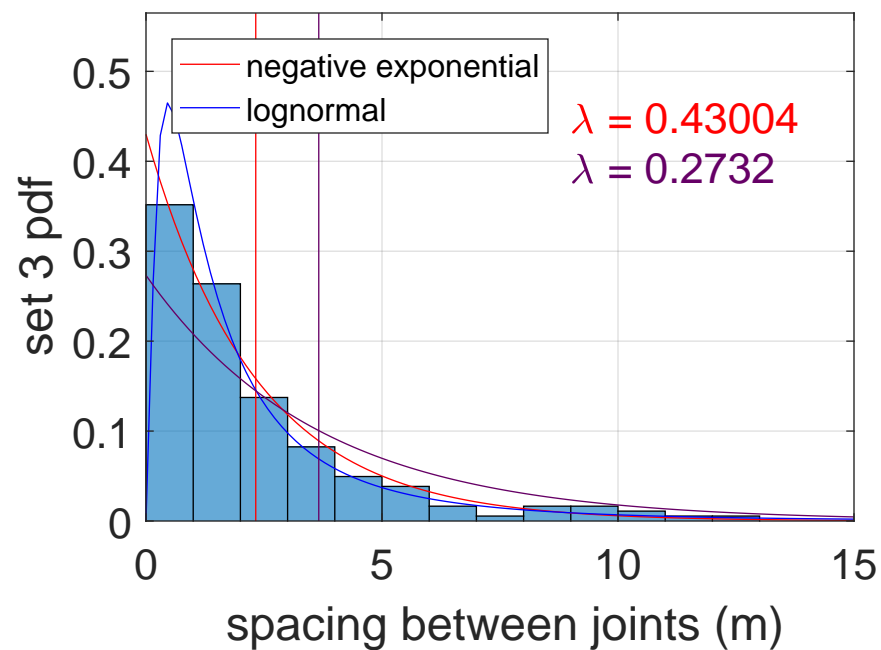 negative exponential
lognormal
λ = 0.43004
λ = 0.2732
0.5
0.4
0.3
0.2
0.1
0
set 3 pdf
0
5
10
15
spacing between joints (m)